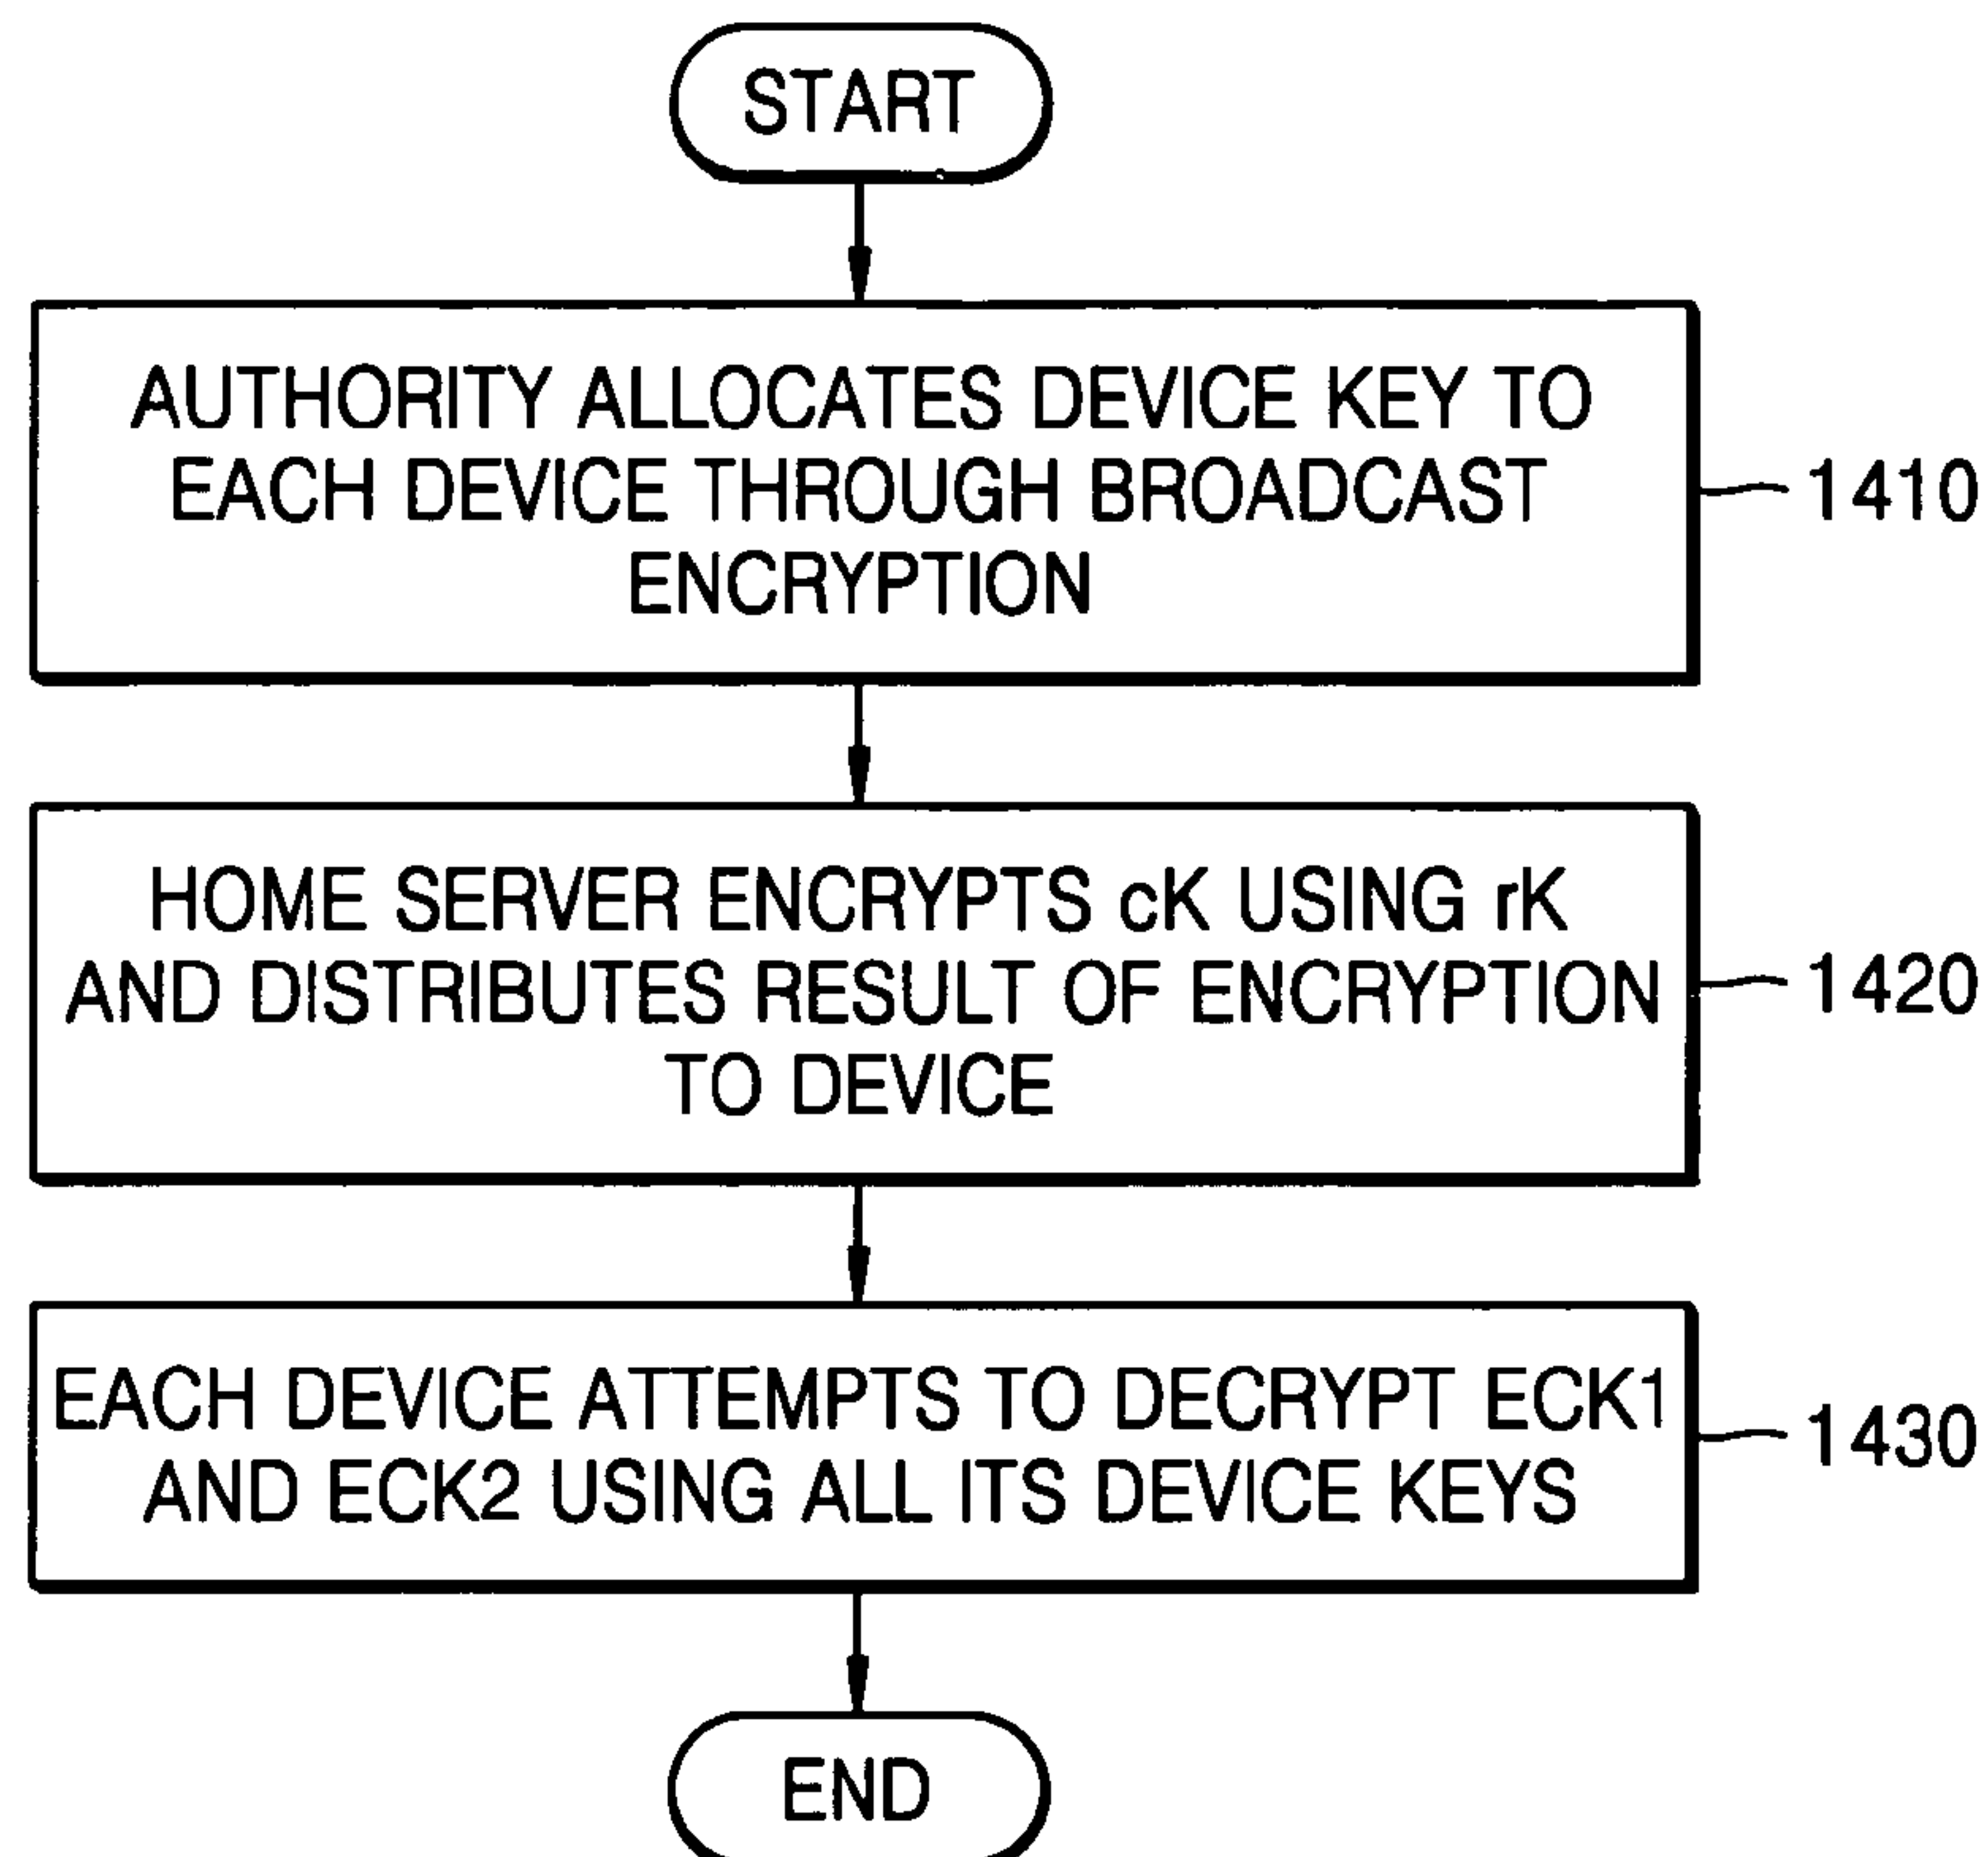 START
AUTHORITY ALLOCATES DEVICE KEY TO
EACH DEVICE THROUGH BROADCAST
ENCRYPTION
1410
HOME SERVER ENCRYPTS cK USING rK
AND DISTRIBUTES RESULT OF ENCRYPTION
TO DEVICE
1420
EACH DEVICE ATTEMPTS TO DECRYPT ECK1
AND ECK2 USING ALL ITS DEVICE KEYS
1430
END